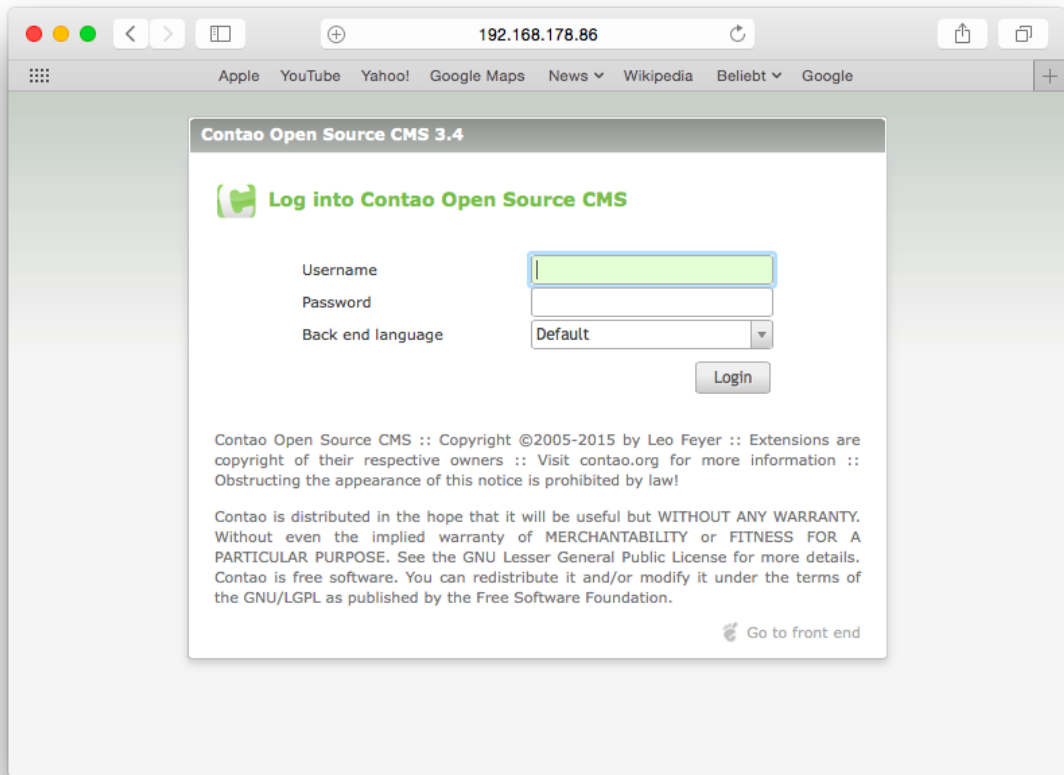 192.168.178.86
Apple YouTube Yahoo! Google Maps News Wikipedia Beliebt Google
Contao Open Source CMS 3.4
Log into Contao Open Source CMS
Username
Password
Back end language Default
Login
Contao Open Source CMS :: Copyright ©2005-2015 by Leo Feyer :: Extensions are
copyright of their respective owners :: Visit contao.org for more information ::
Obstructing the appearance of this notice is prohibited by law!
Contao is distributed in the hope that it will be useful but WITHOUT ANY WARRANTY.
Without even the implied warranty of MERCHANTABILITY or FITNESS FOR A
PARTICULAR PURPOSE. See the GNU Lesser General Public License for more details.
Contao is free software. You can redistribute it and/or modify it under the terms of
the GNU/LGPL as published by the Free Software Foundation.
Go to front end